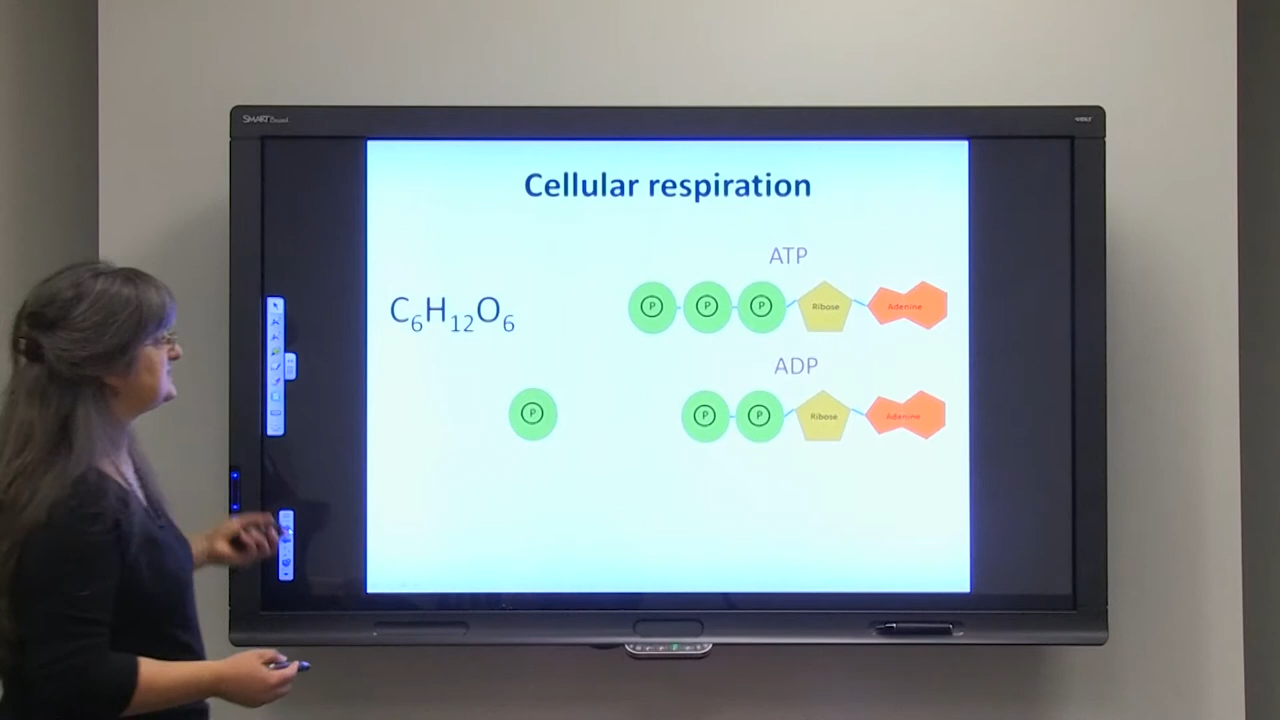 SMART Board
Cellular respiration
ATP
C₆H₁₂O₆
P P P Ribose Adenine
ADP
P
P P Ribose Adenine